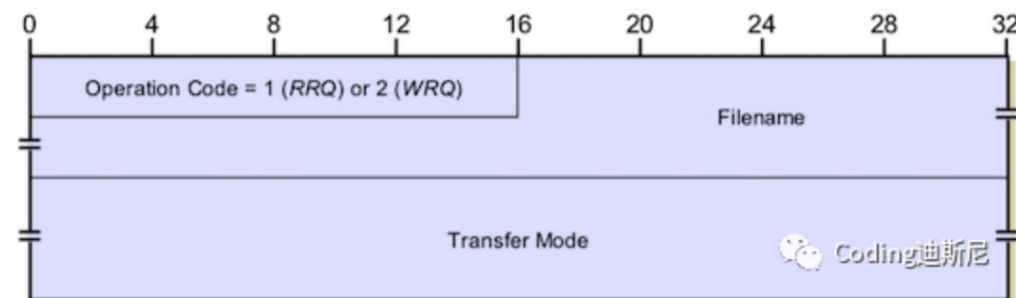 0 4 8 12 16 20 24 28 32
Operation Code = 1 (RRQ) or 2 (WRQ)
Filename
Transfer Mode
Coding迪斯尼